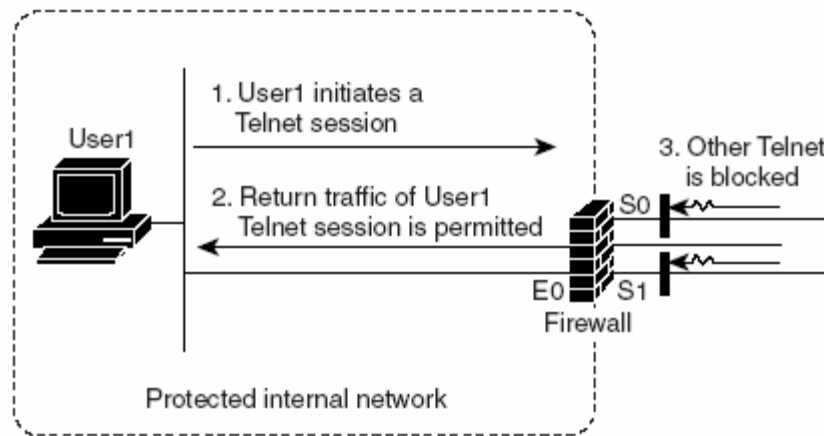 1. User1 initiates a
Telnet session
User1
3. Other Telnet
is blocked
2. Return traffic of User1
Telnet session is permitted
S0
E0
S1
Firewall
Protected internal network